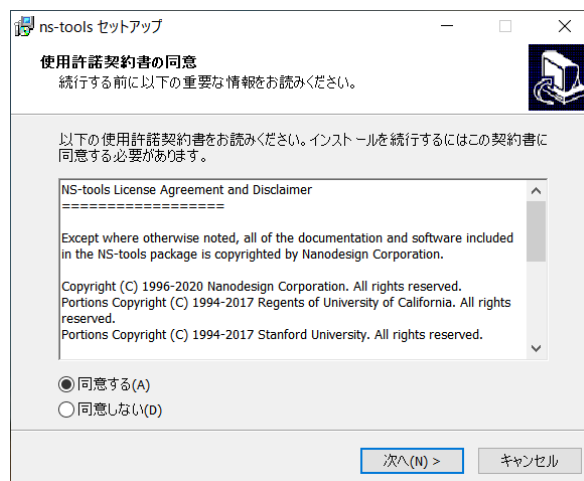 ns-tools セットアップ
使用許諾契約書の同意
続行する前に以下の重要な情報をお読みください。
以下の使用許諾契約書をお読みください。インストールを続行するにはこの契約書に
同意する必要があります。
NS-tools License Agreement and Disclaimer
==================
Except where otherwise noted, all of the documentation and software included
in the NS-tools package is copyrighted by Nanodesign Corporation.
Copyright (C) 1996-2020 Nanodesign Corporation. All rights reserved.
Portions Copyright (C) 1994-2017 Regents of University of California. All rights
reserved.
Portions Copyright (C) 1994-2017 Stanford University. All rights reserved.
同意する(A)
同意しない(D)
次へ(N) >
キャンセル